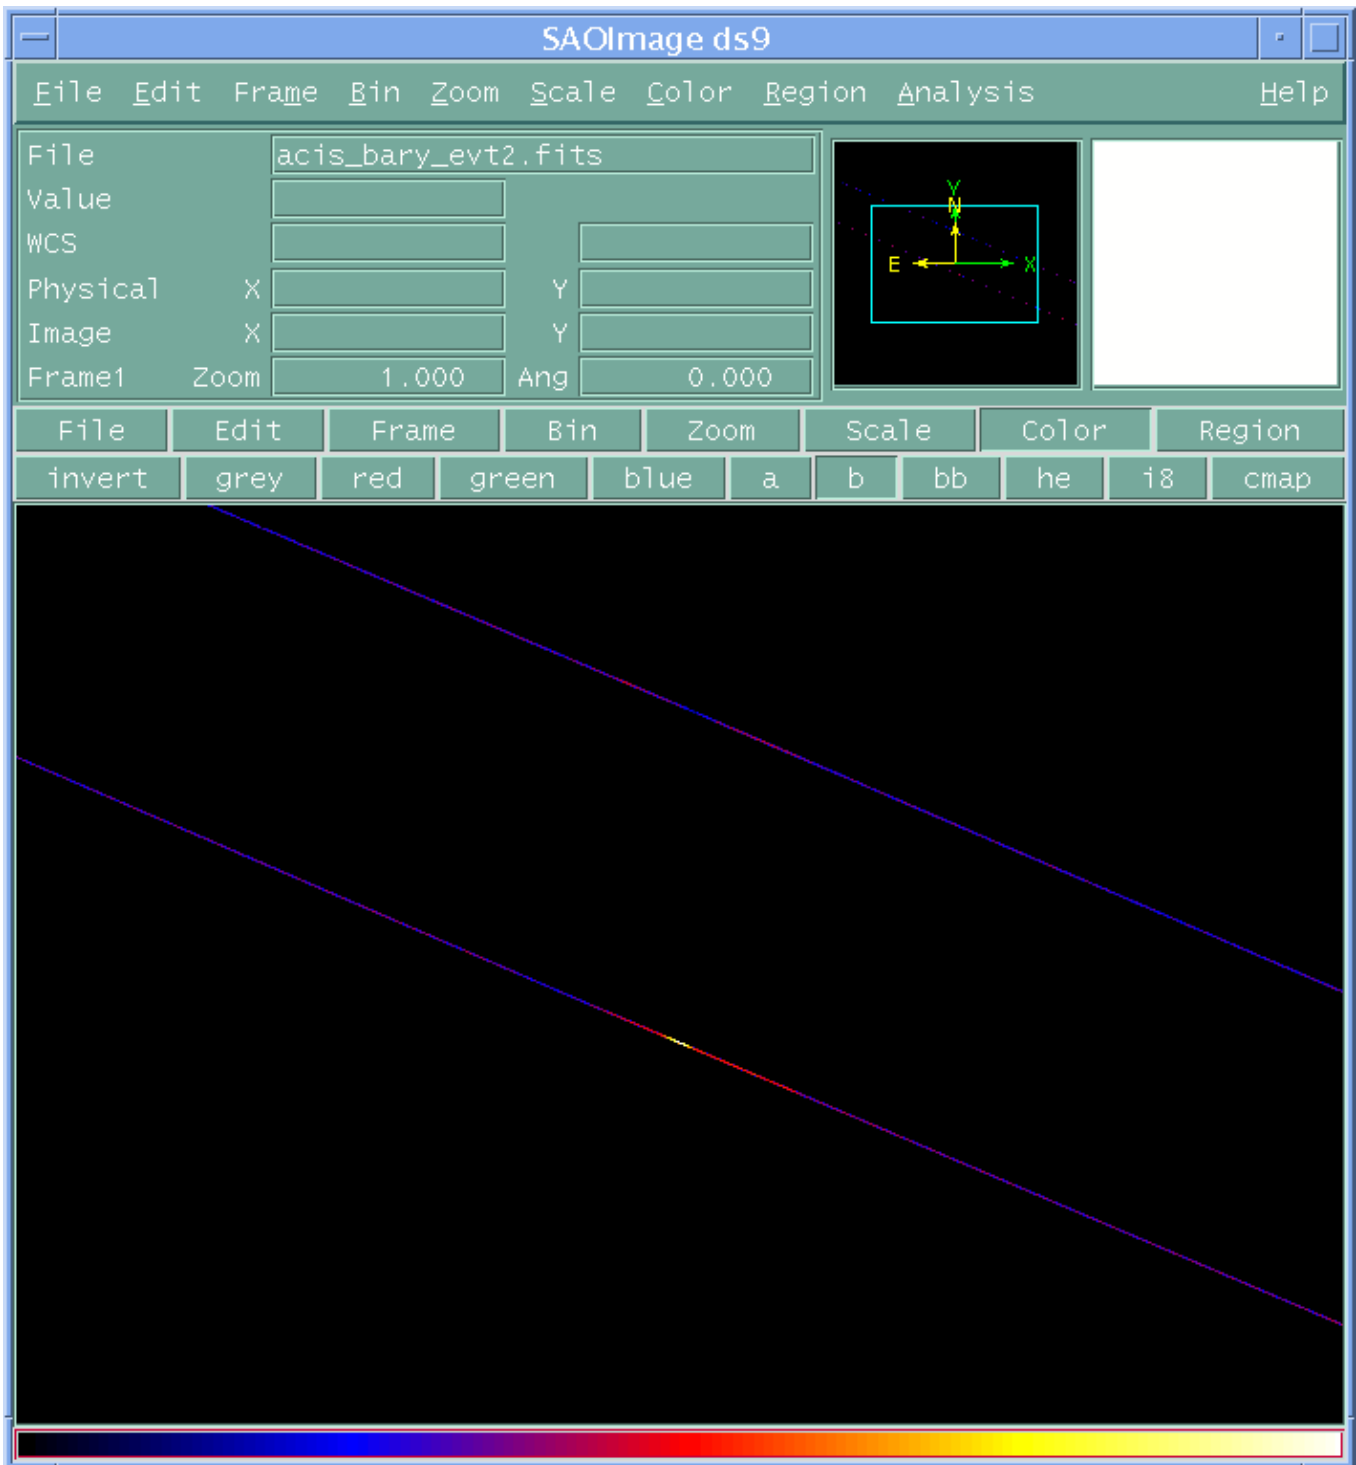 SAOImage ds9
File Edit Frame Bin Zoom Scale Color Region Analysis Help
File acis_bary_evt2.fits
Value
WCS
Physical X Y
Image X Y
Frame1 Zoom 1.000 Ang 0.000
Y
N
E X
File Edit Frame Bin Zoom Scale Color Region
invert grey red green blue a b bb he i8 cmap